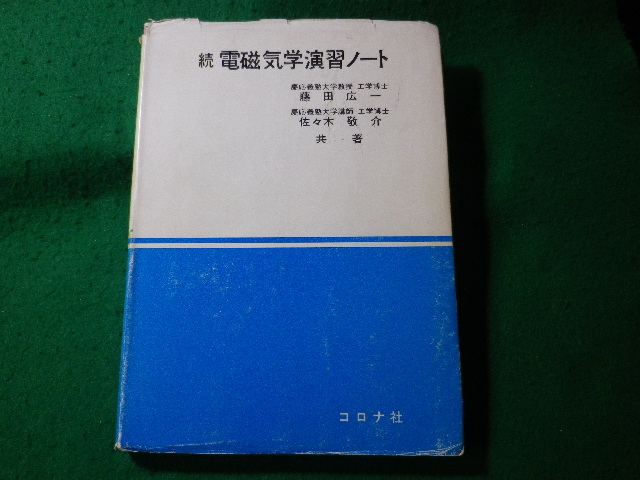 続 電磁気学演習ノート
慶応義塾大学教授 工学博士
藤田広一
慶応義塾大学講師 工学博士
佐々木敬介
共著
コロナ社